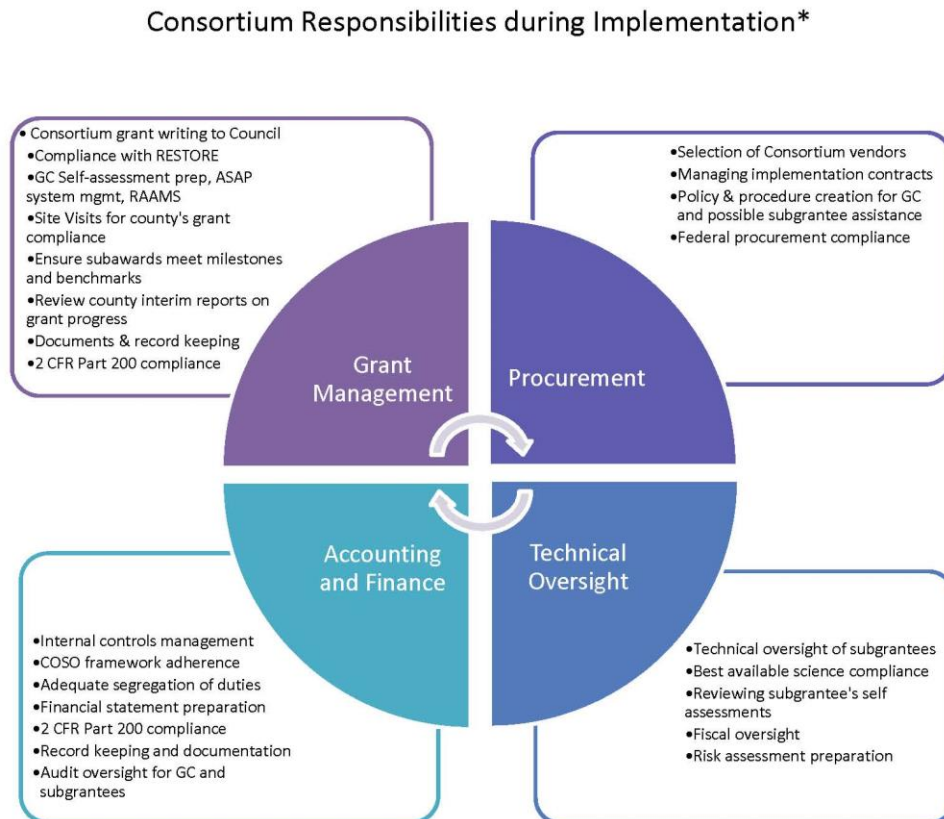 Consortium Responsibilities during Implementation*
• Consortium grant writing to Council
•Compliance with RESTORE
•GC Self-assessment prep, ASAP
system mgmt, RAAMS
•Site Visits for county's grant
compliance
•Ensure subawards meet milestones
and benchmarks
•Review county interim reports on
grant progress
•Documents & record keeping
•2 CFR Part 200 compliance
•Selection of Consortium vendors
•Managing implementation contracts
•Policy & procedure creation for GC
and possible subgrantee assistance
•Federal procurement compliance
Grant
Management
Procurement
Accounting
and Finance
Technical
Oversight
•Internal controls management
•COSO framework adherence
•Adequate segregation of duties
•Financial statement preparation
•2 CFR Part 200 compliance
•Record keeping and documentation
•Audit oversight for GC and
subgrantees
•Technical oversight of subgrantees
•Best available science compliance
•Reviewing subgrantee's self
assessments
•Fiscal oversight
•Risk assessment preparation